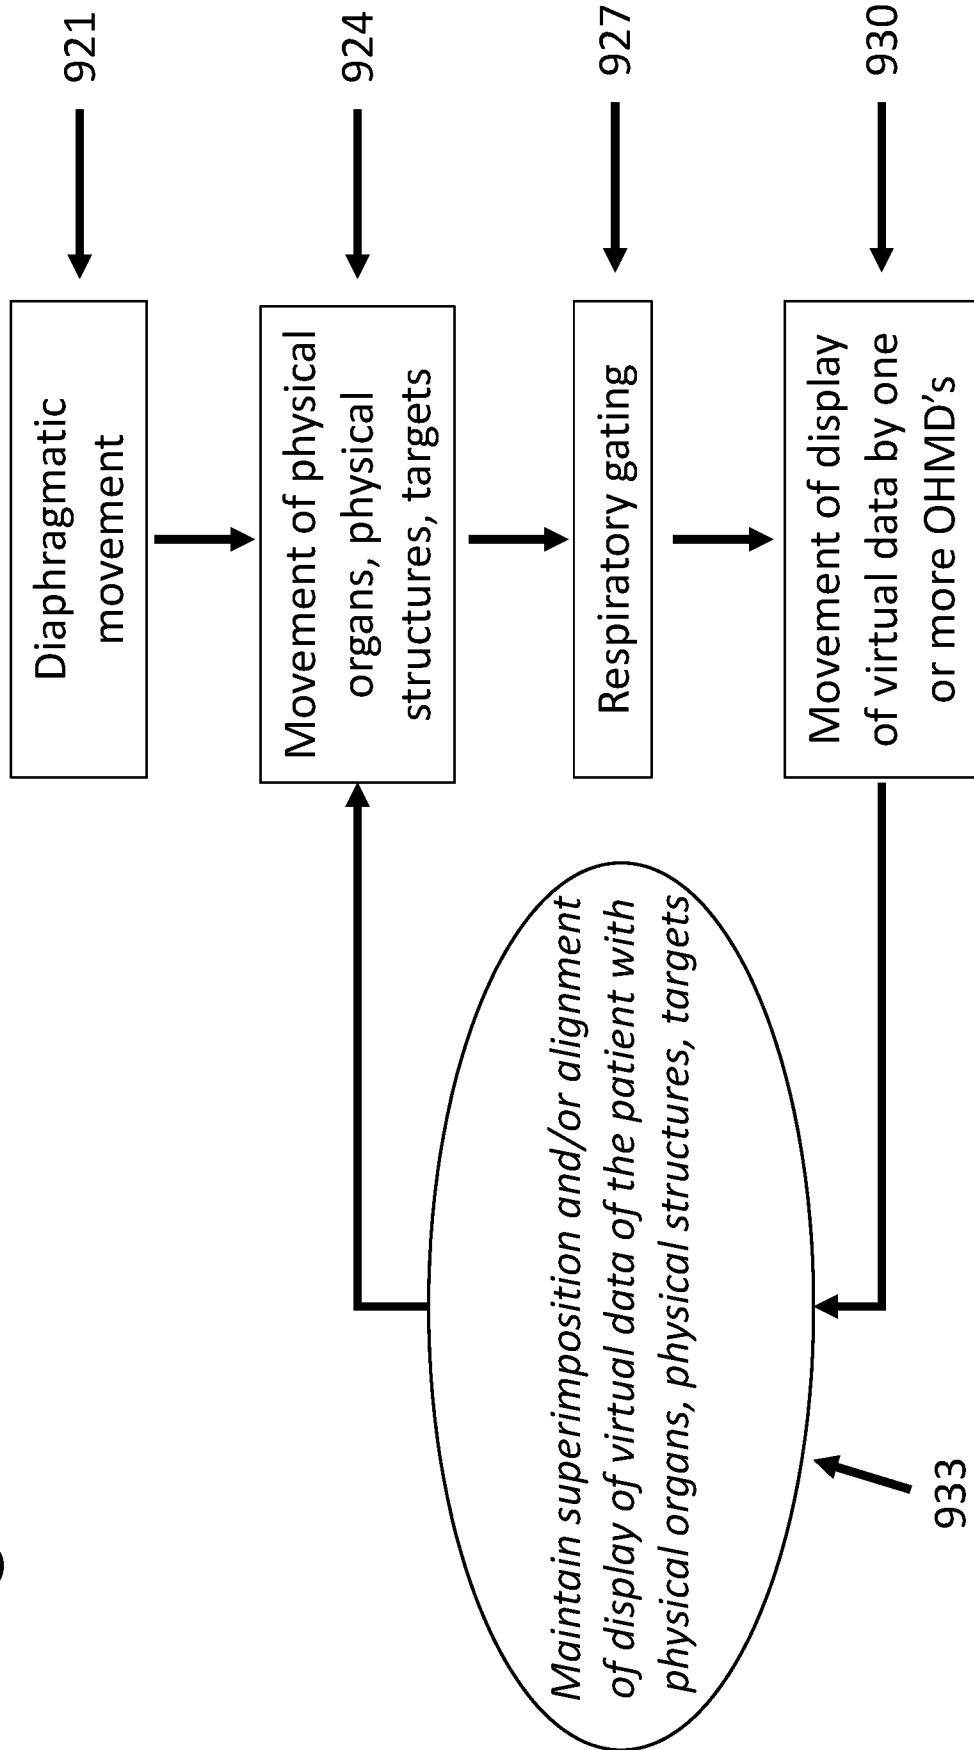 Diaphragmatic
movement
921
Movement of physical
organs, physical
structures, targets
924
Respiratory gating
927
Movement of display
of virtual data by one
or more OHMD's
930
Maintain superimposition and/or alignment
of display of virtual data of the patient with
physical organs, physical structures, targets
933